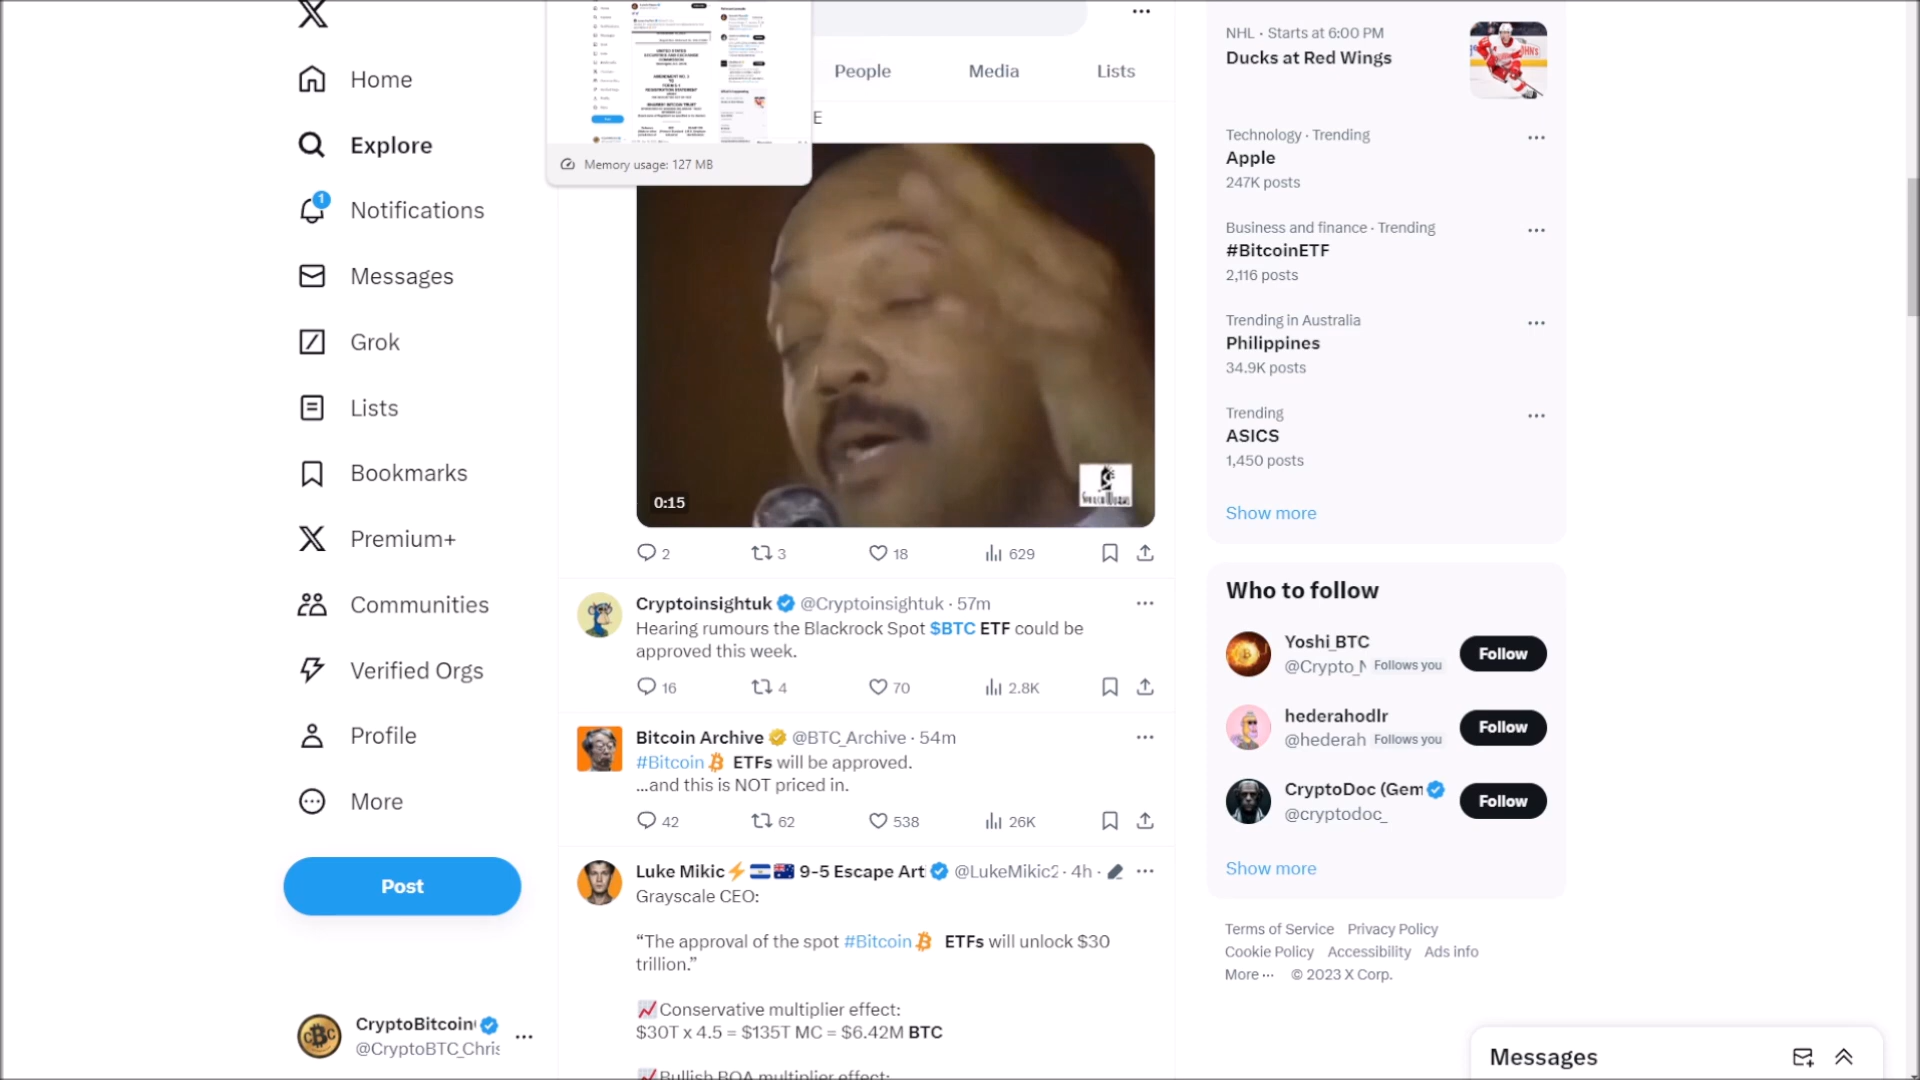 Home
Explore
1
Notifications
Messages
Grok
Lists
Bookmarks
Premium+
Communities
Verified Orgs
Profile
More
Post
CryptoBitcoin
@CryptoBTC_Chris
Memory usage: 127 MB
People
Media
Lists
E
0:15
2
3
18
629
Cryptoinsightuk @Cryptoinsightuk · 57m
Hearing rumours the Blackrock Spot $BTC ETF could be
approved this week.
16
4
70
2.8K
Bitcoin Archive @BTC_Archive · 54m
#Bitcoin ETFs will be approved.
...and this is NOT priced in.
42
62
538
26K
Luke Mikic⚡🇸🇻🇦🇺 9-5 Escape Art @LukeMikic2 · 4h ·
Grayscale CEO:
“The approval of the spot #Bitcoin ETFs will unlock $30
trillion.”
📈Conservative multiplier effect:
$30T x 4.5 = $135T MC = $6.42M BTC
📈Bullish BOA multiplier effect:
NHL · Starts at 6:00 PM
Ducks at Red Wings
Technology · Trending
Apple
247K posts
Business and finance · Trending
#BitcoinETF
2,116 posts
Trending in Australia
Philippines
34.9K posts
Trending
ASICS
1,450 posts
Show more
Who to follow
Yoshi_BTC
@Crypto_N Follows you
Follow
hederahodlr
@hederah Follows you
Follow
CryptoDoc (Gem
@cryptodoc_
Follow
Show more
Terms of Service Privacy Policy
Cookie Policy Accessibility Ads info
More ··· © 2023 X Corp.
Messages